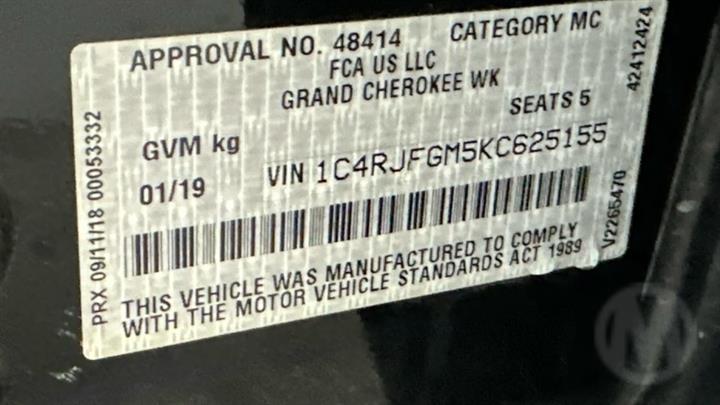 APPROVAL NO. 48414 CATEGORY MC
FCA US LLC
GRAND CHEROKEE WK
SEATS 5
GVM kg
01/19 VIN 1C4RJFGM5KC625155
THIS VEHICLE WAS MANUFACTURED TO COMPLY
WITH THE MOTOR VEHICLE STANDARDS ACT 1989
PRX 09/11/18 00053332
42412424
V2265470
M